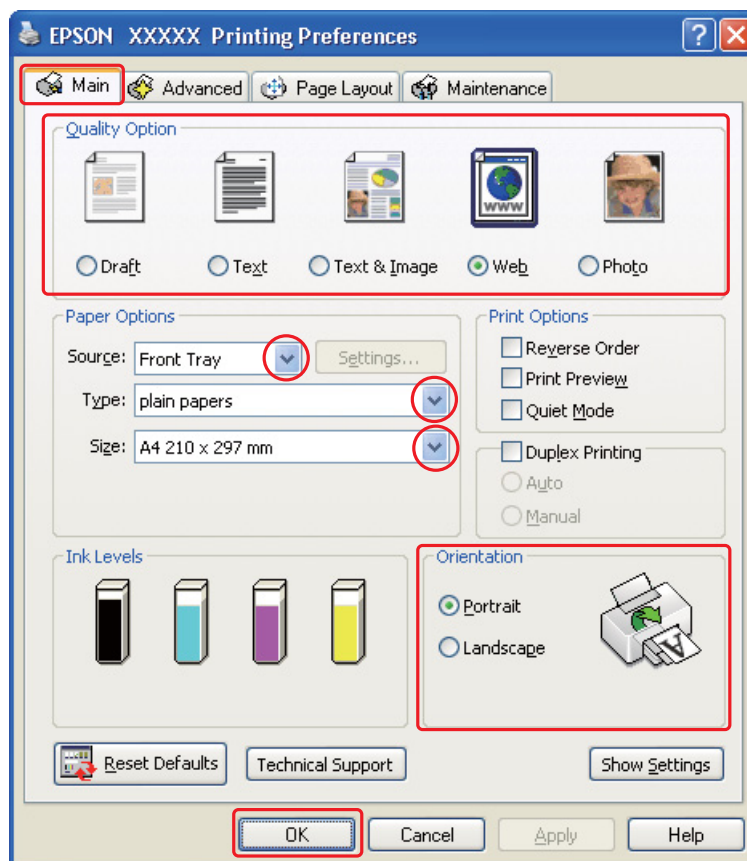 EPSON XXXXX Printing Preferences
Main
Advanced
Page Layout
Maintenance
Quality Option
WWW
Draft
Text
Text & Image
Web
Photo
Paper Options
Source: Front Tray
Settings...
Type: plain papers
Size: A4 210 x 297 mm
Print Options
Reverse Order
Print Preview
Quiet Mode
Duplex Printing
Auto
Manual
Ink Levels
Orientation
Portrait
Landscape
A
Reset Defaults
Technical Support
Show Settings
OK
Cancel
Apply
Help